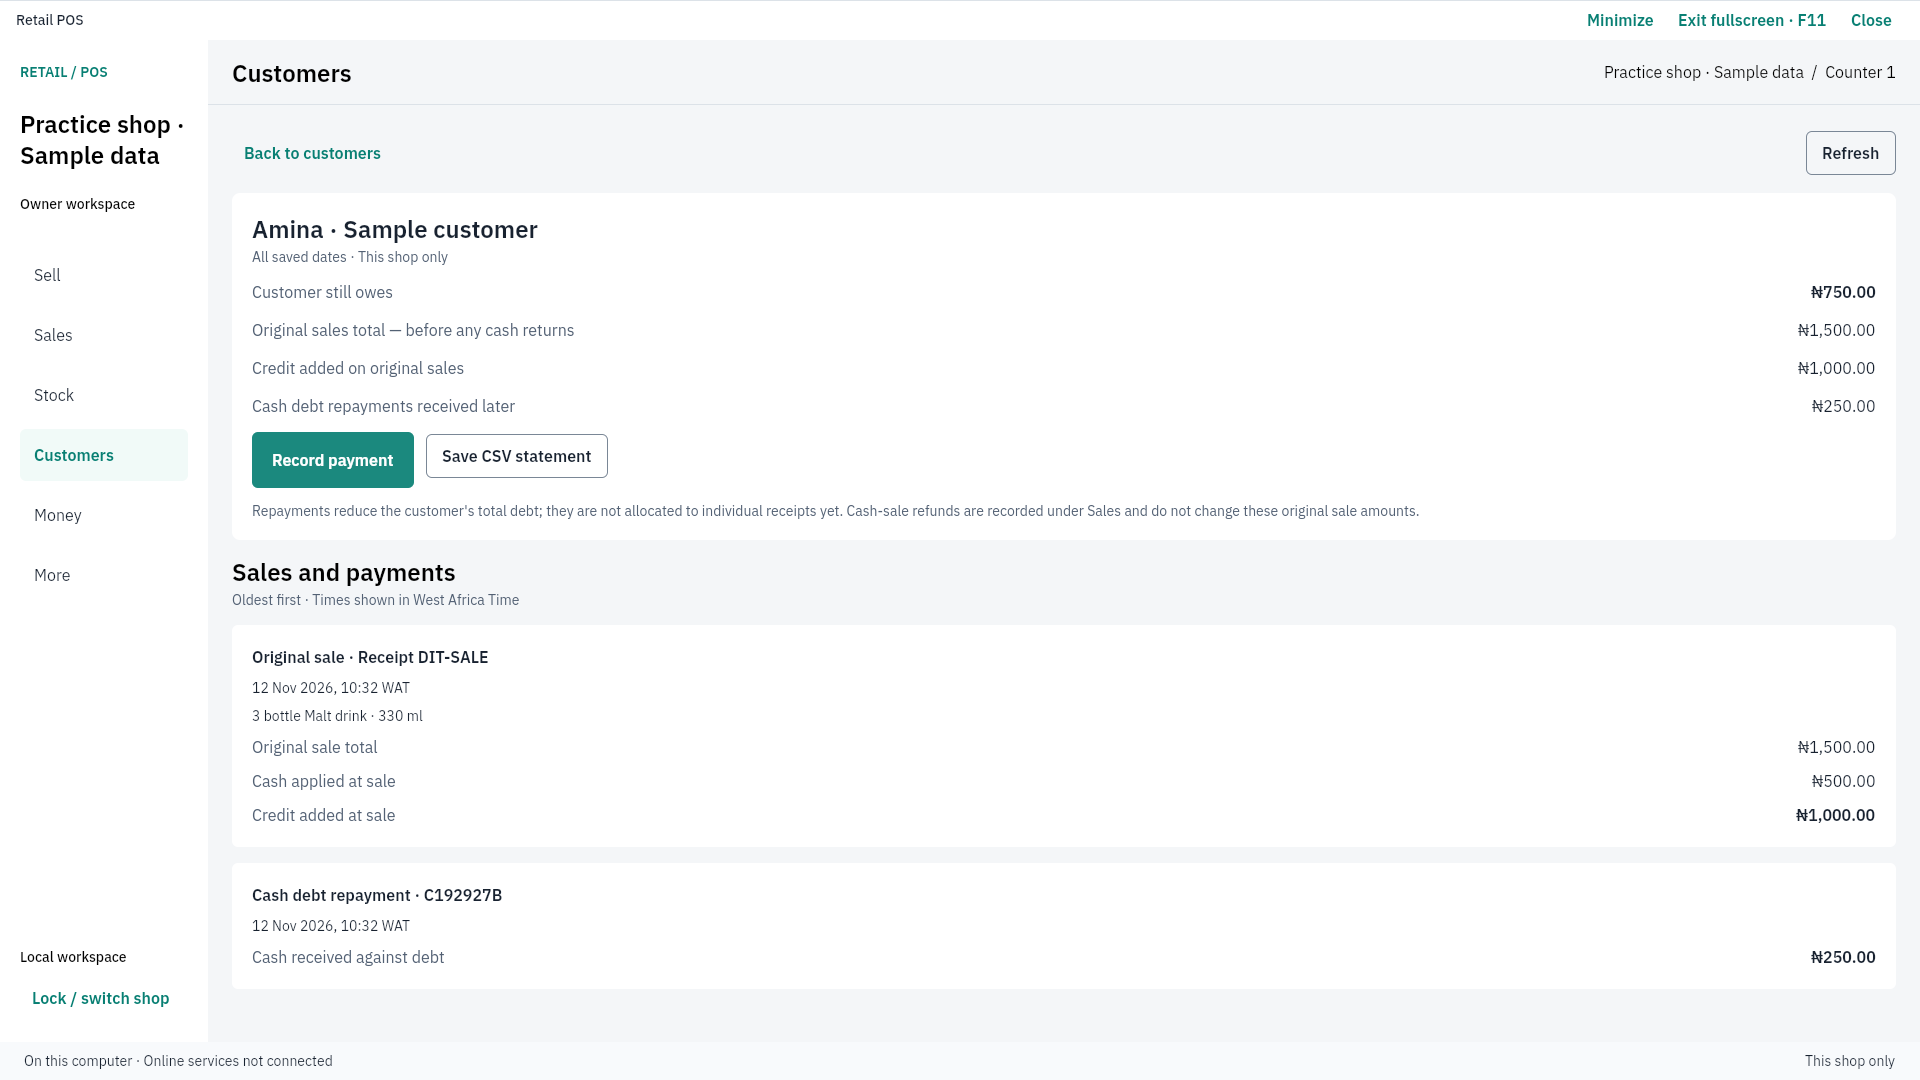 Retail POS
Minimize
Exit fullscreen · F11
Close
RETAIL / POS
Practice shop ·
Sample data
Owner workspace
Sell
Sales
Stock
Customers
Money
More
Local workspace
Lock / switch shop
Customers
Practice shop · Sample data / Counter 1
Back to customers
Refresh
Amina · Sample customer
All saved dates · This shop only
Customer still owes ₦750.00
Original sales total — before any cash returns ₦1,500.00
Credit added on original sales ₦1,000.00
Cash debt repayments received later ₦250.00
Record payment
Save CSV statement
Repayments reduce the customer's total debt; they are not allocated to individual receipts yet. Cash-sale refunds are recorded under Sales and do not change these original sale amounts.
Sales and payments
Oldest first · Times shown in West Africa Time
Original sale · Receipt DIT-SALE
12 Nov 2026, 10:32 WAT
3 bottle Malt drink · 330 ml
Original sale total ₦1,500.00
Cash applied at sale ₦500.00
Credit added at sale ₦1,000.00
Cash debt repayment · C192927B
12 Nov 2026, 10:32 WAT
Cash received against debt ₦250.00
On this computer · Online services not connected
This shop only